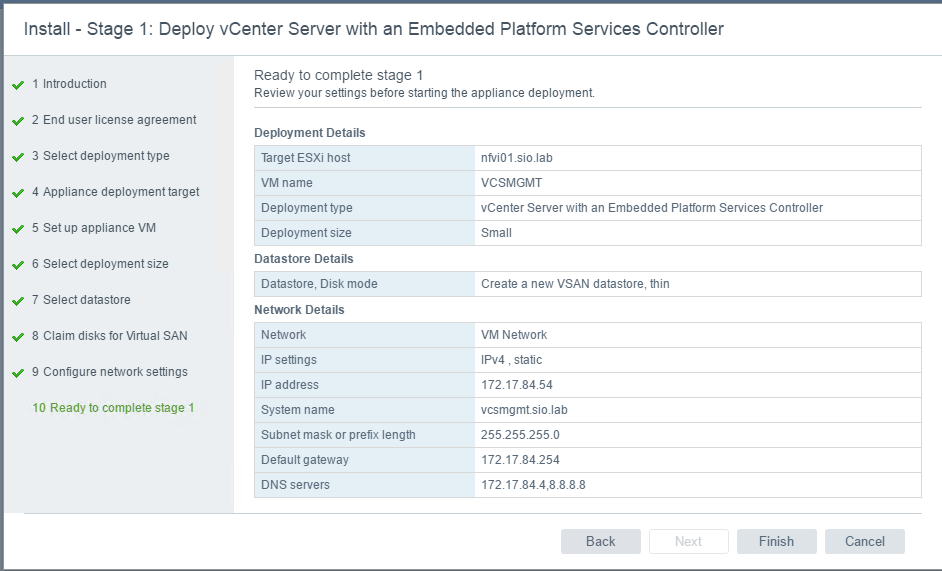 Install - Stage 1: Deploy vCenter Server with an Embedded Platform Services Controller
1 Introduction
2 End user license agreement
3 Select deployment type
4 Appliance deployment target
5 Set up appliance VM
6 Select deployment size
7 Select datastore
8 Claim disks for Virtual SAN
9 Configure network settings
10 Ready to complete stage 1
Ready to complete stage 1
Review your settings before starting the appliance deployment.
Deployment Details
Target ESXi host nfvi01.sio.lab
VM name VCSMGMT
Deployment type vCenter Server with an Embedded Platform Services Controller
Deployment size Small
Datastore Details
Datastore, Disk mode Create a new VSAN datastore, thin
Network Details
Network VM Network
IP settings IPv4 , static
IP address 172.17.84.54
System name vcsmgmt.sio.lab
Subnet mask or prefix length 255.255.255.0
Default gateway 172.17.84.254
DNS servers 172.17.84.4,8.8.8.8
Back Next Finish Cancel